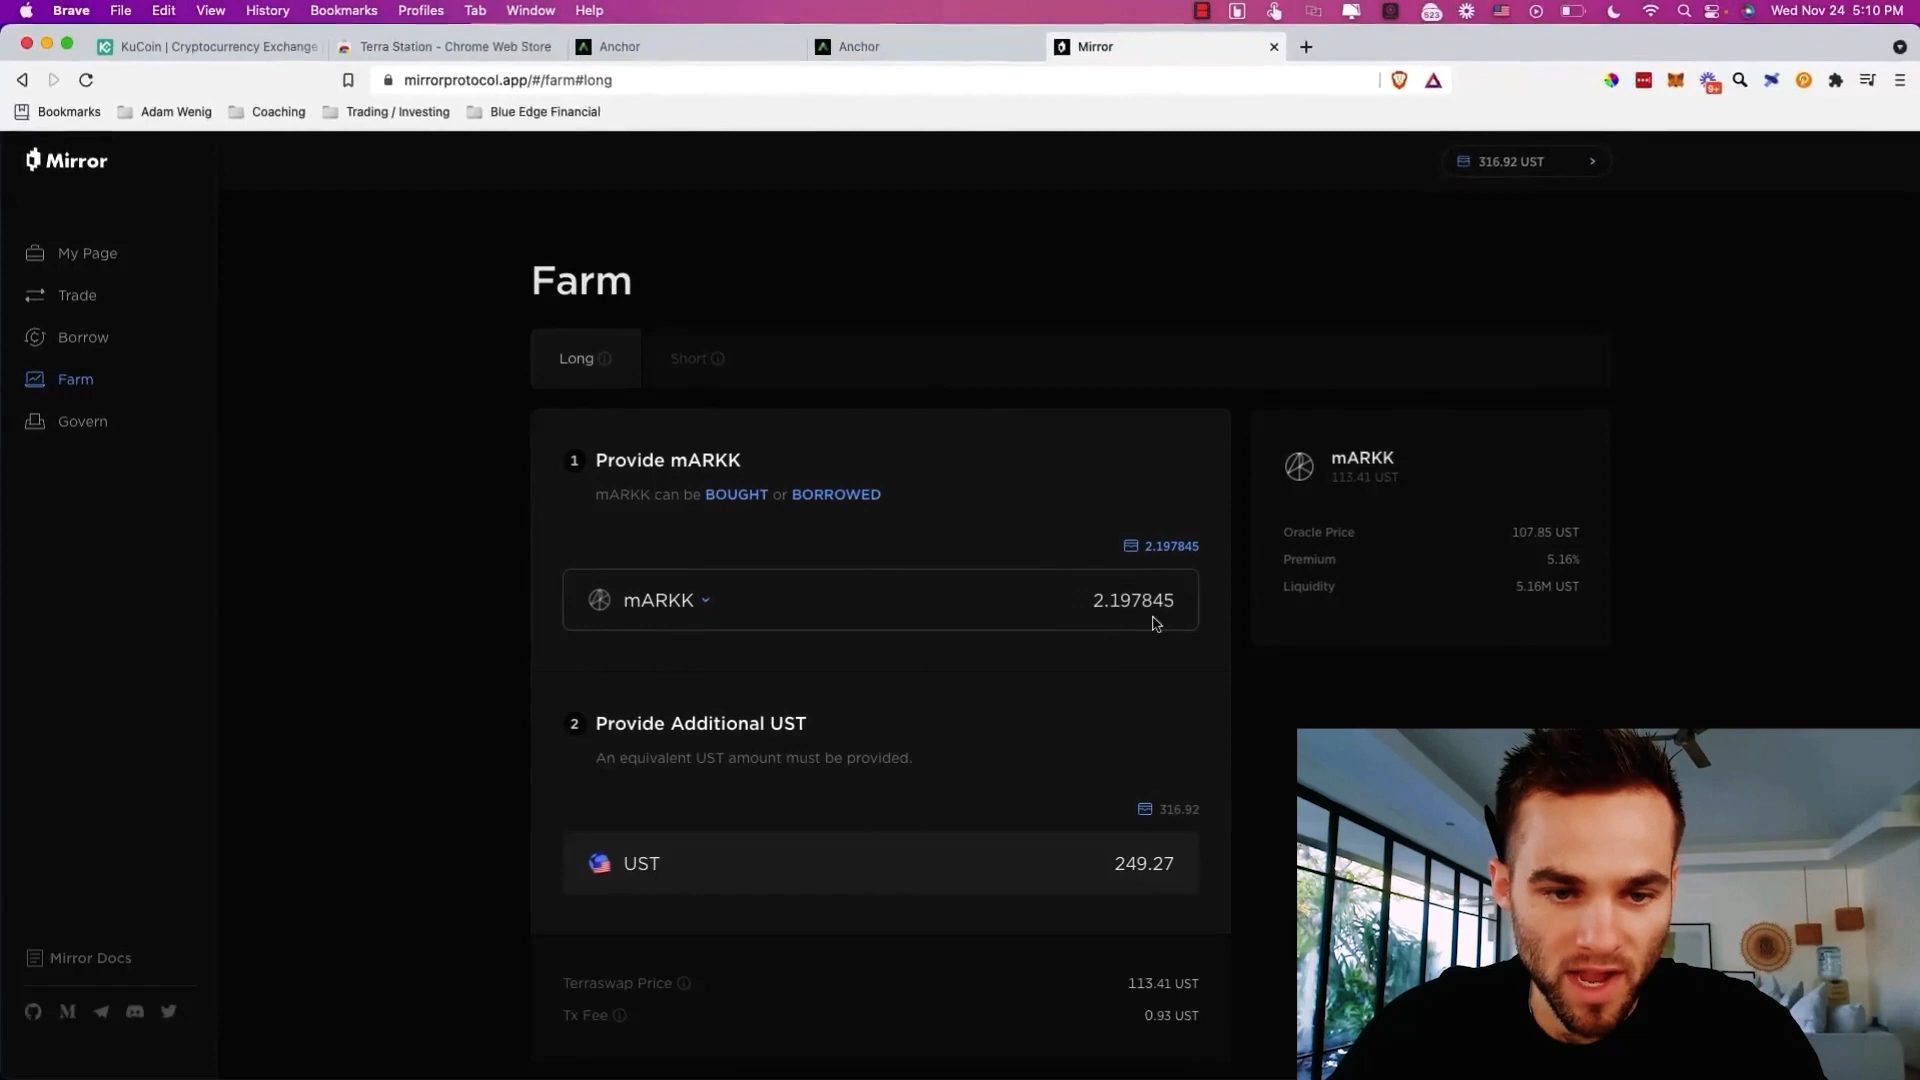 Brave File Edit View History Bookmarks Profiles Tab Window Help
523
Wed Nov 24 5:10 PM
KuCoin | Cryptocurrency Exchange
Terra Station - Chrome Web Store
Anchor
Anchor
Mirror
mirrorprotocol.app/#/farm#long
9+
Bookmarks
Adam Wenig
Coaching
Trading / Investing
Blue Edge Financial
Mirror
316.92 UST
My Page
Trade
Borrow
Farm
Govern
Mirror Docs
Farm
Long
Short
1 Provide mARKK
mARKK can be BOUGHT or BORROWED
2.197845
mARKK 2.197845
2 Provide Additional UST
An equivalent UST amount must be provided.
316.92
UST 249.27
Terraswap Price 113.41 UST
Tx Fee 0.93 UST
mARKK
113.41 UST
Oracle Price 107.85 UST
Premium 5.16%
Liquidity 5.16M UST